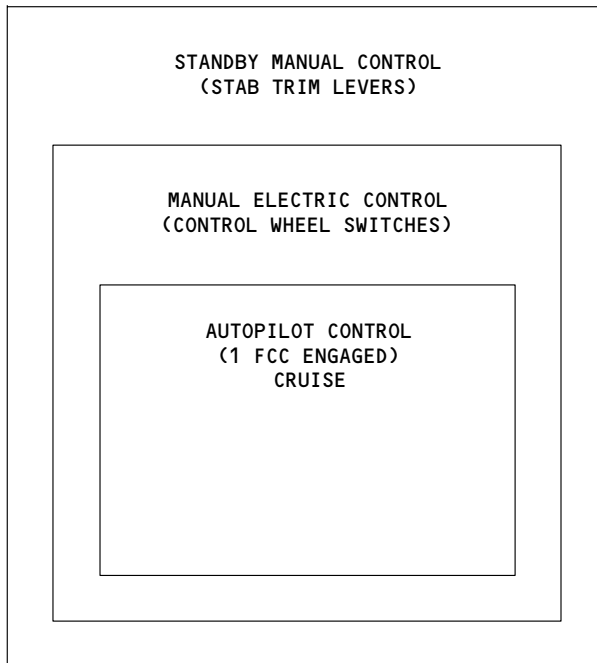 STANDBY MANUAL CONTROL
(STAB TRIM LEVERS)
MANUAL ELECTRIC CONTROL
(CONTROL WHEEL SWITCHES)
AUTOPILOT CONTROL
(1 FCC ENGAGED)
CRUISE